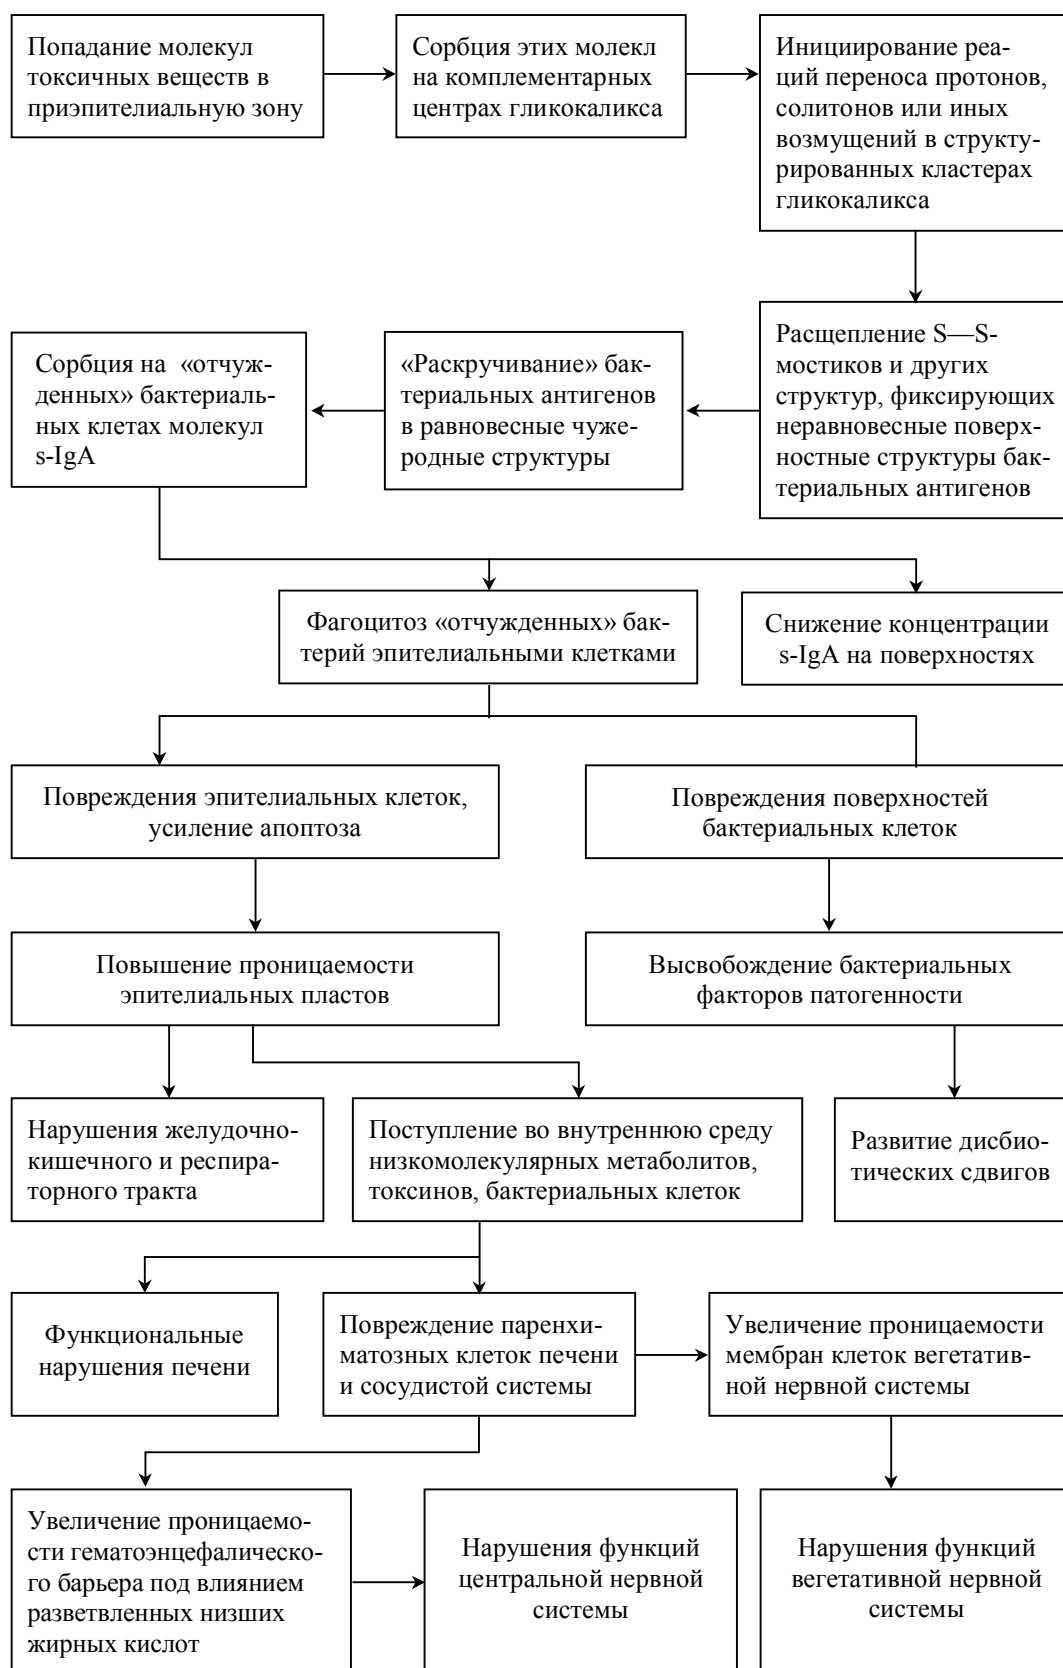 Попадание молекул
токсичных веществ в
приэпителиальную зону
Сорбция этих молекл
на комплементарных
центрах гликокаликса
Инициирование реа-
ций переноса протонов,
солитонов или иных
возмущений в структу-
рированных кластерах
гликокаликса
Расщепление S—S-
мостиков и других
структур, фиксирующих
неравновесные поверх-
ностные структуры бак-
териальных антигенов
«Раскручивание» бак-
териальных антигенов
в равновесные чуже-
родные структуры
Сорбция на «отчуж-
денных» бактериаль-
ных клетах молекул
s-IgA
Фагоцитоз «отчужденных» бак-
терий эпителиальными клетками
Снижение концентрации
s-IgA на поверхностях
Повреждения эпителиальных клеток,
усиление апоптоза
Повреждения поверхностей
бактериальных клеток
Повышение проницаемости
эпителиальных пластов
Высвобождение бактериальных
факторов патогенности
Нарушения желудочно-
кишечного и респира-
торного тракта
Поступление во внутреннюю среду
низкомолекулярных метаболитов,
токсинов, бактериальных клеток
Развитие дисбио-
тических сдвигов
Функциональные
нарушения печени
Повреждение паренхи-
матозных клеток печени
и сосудистой системы
Увеличение проницаемости
мембран клеток вегетатив-
ной нервной системы
Увеличение проницаемо-
сти гематоэнцефалическо-
го барьера под влиянием
разветвленных низших
жирных кислот
Нарушения функций
центральной нервной
системы
Нарушения функций
вегетативной нервной
системы